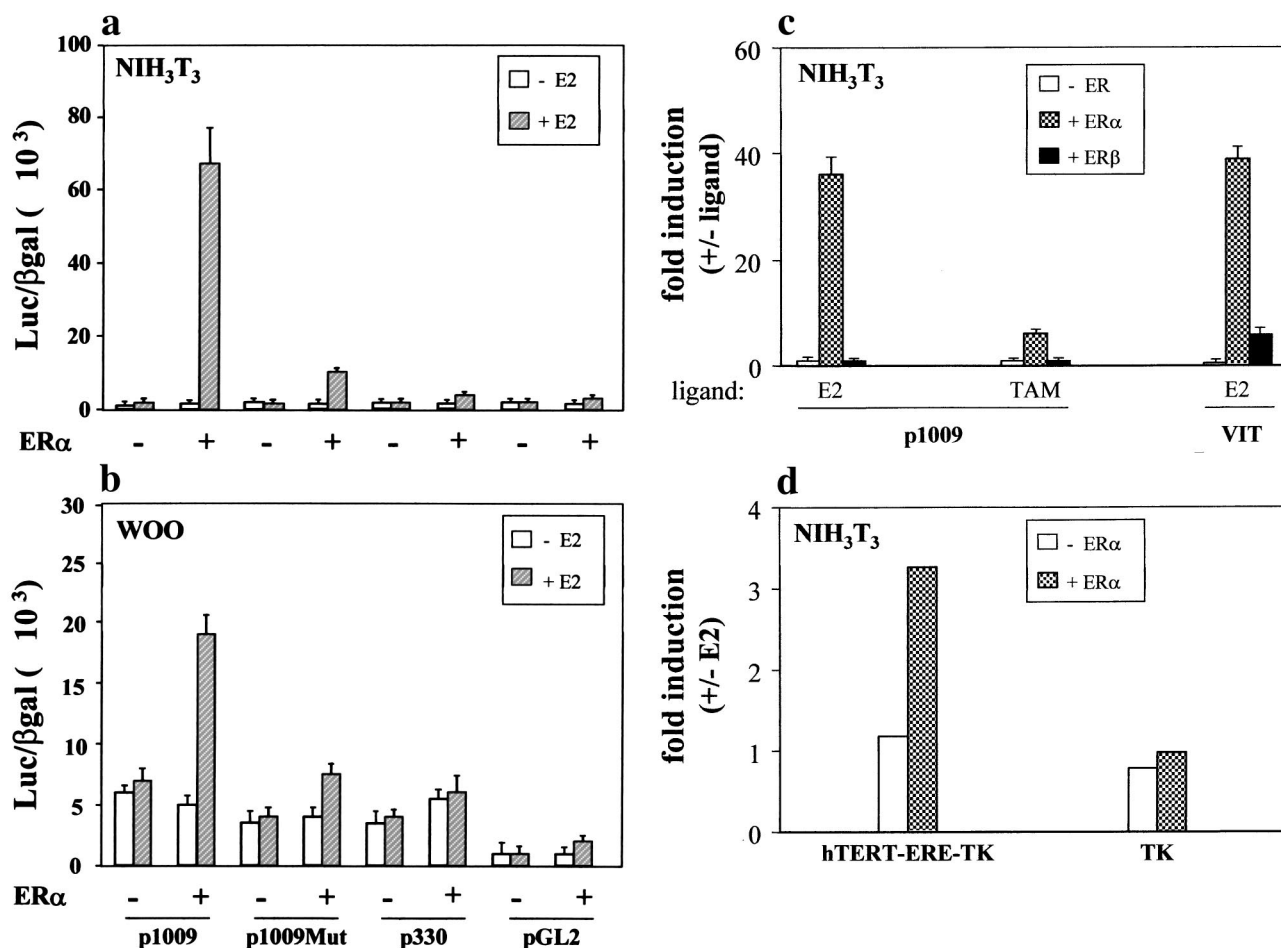 a
100
80
60
40
20
0
Luc/βgal ( 10 3)
NIH3T3
- E2
+ E2
ERα - + - + - + - +
b
30
25
20
15
10
5
0
Luc/βgal ( 10 3)
WOO
- E2
+ E2
ERα - + - + - + - +
p1009 p1009Mut p330 pGL2
c
60
40
20
0
fold induction
(+/- ligand)
NIH3T3
- ER
+ ERα
+ ERβ
ligand: E2 TAM E2
p1009 VIT
d
4
3
2
1
0
fold induction
(+/- E2)
NIH3T3
- ERα
+ ERα
hTERT-ERE-TK TK